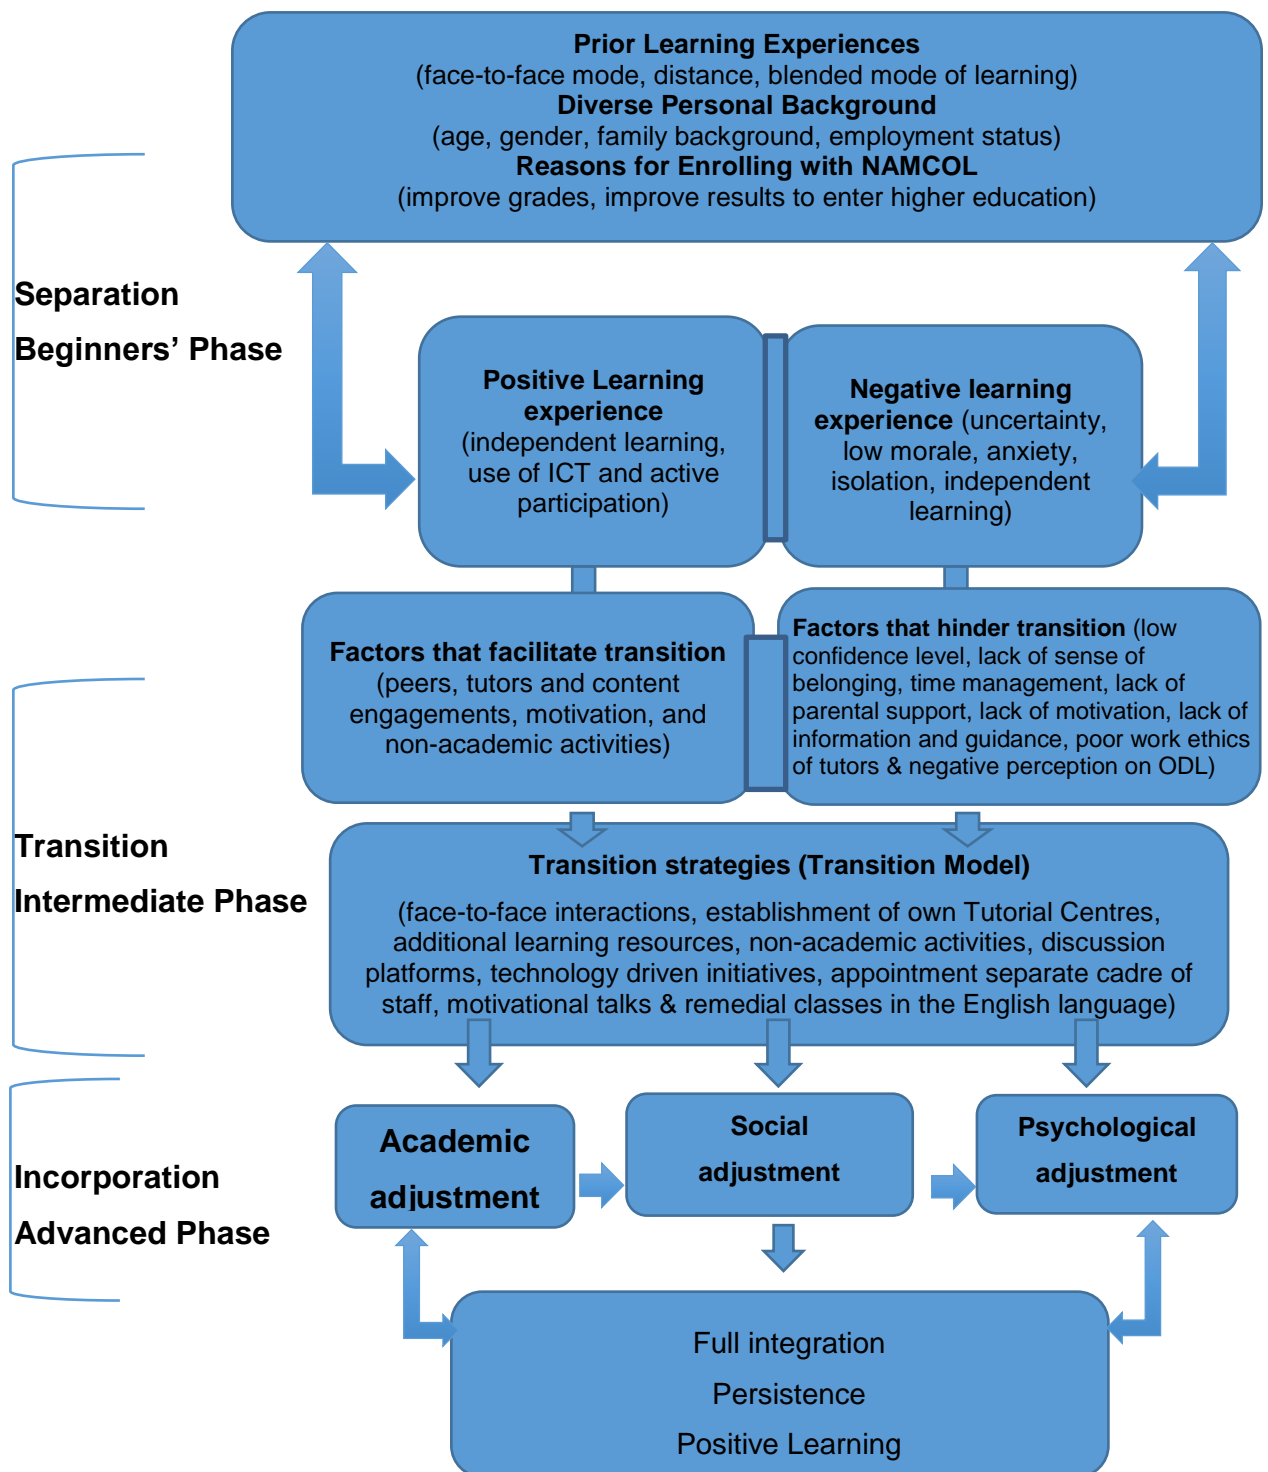 Prior Learning Experiences
(face-to-face mode, distance, blended mode of learning)
Diverse Personal Background
(age, gender, family background, employment status)
Reasons for Enrolling with NAMCOL
(improve grades, improve results to enter higher education)
Separation
Beginners’ Phase
Positive Learning
experience
(independent learning,
use of ICT and active
participation)
Negative learning
experience (uncertainty,
low morale, anxiety,
isolation, independent
learning)
Factors that facilitate transition
(peers, tutors and content
engagements, motivation, and
non-academic activities)
Factors that hinder transition (low
confidence level, lack of sense of
belonging, time management, lack of
parental support, lack of motivation, lack of
information and guidance, poor work ethics
of tutors & negative perception on ODL)
Transition
Intermediate Phase
Transition strategies (Transition Model)
(face-to-face interactions, establishment of own Tutorial Centres,
additional learning resources, non-academic activities, discussion
platforms, technology driven initiatives, appointment separate cadre of
staff, motivational talks & remedial classes in the English language)
Incorporation
Advanced Phase
Academic
adjustment
Social
adjustment
Psychological
adjustment
Full integration
Persistence
Positive Learning